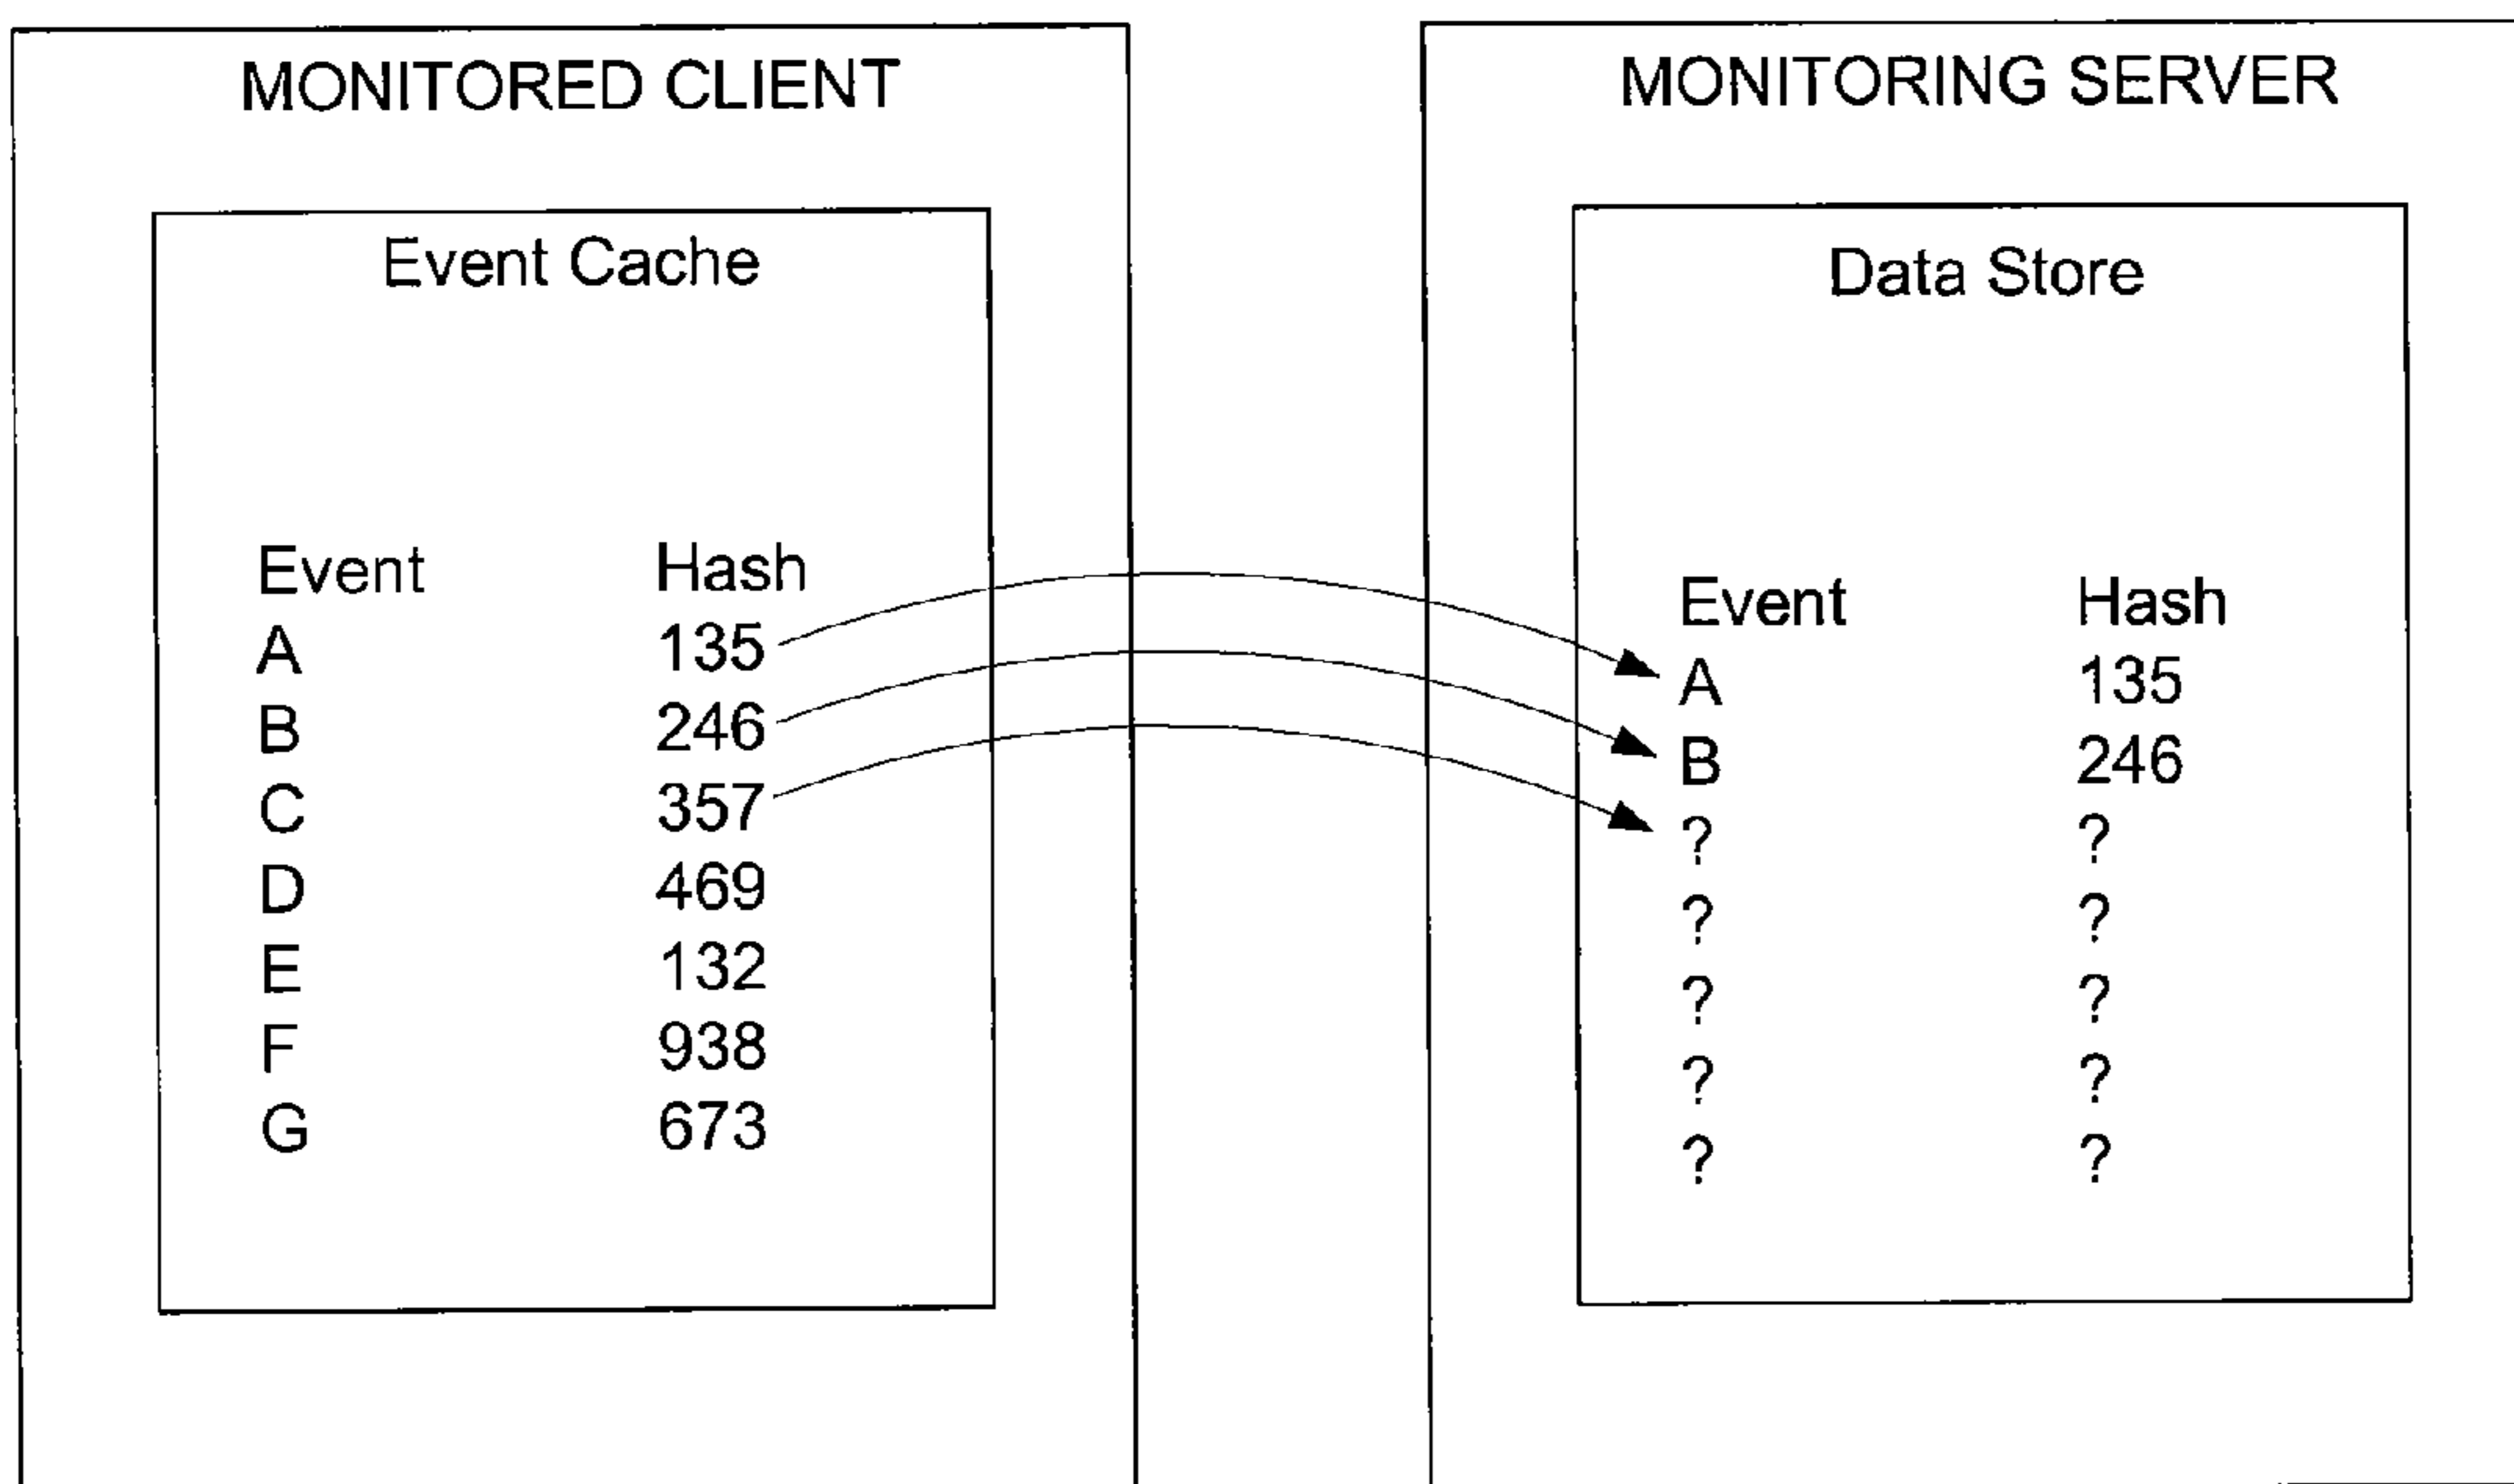 MONITORED CLIENT
Event Cache
Event Hash
A 135
B 246
C 357
D 469
E 132
F 938
G 673
MONITORING SERVER
Data Store
Event Hash
A 135
B 246
? ?
? ?
? ?
? ?
? ?